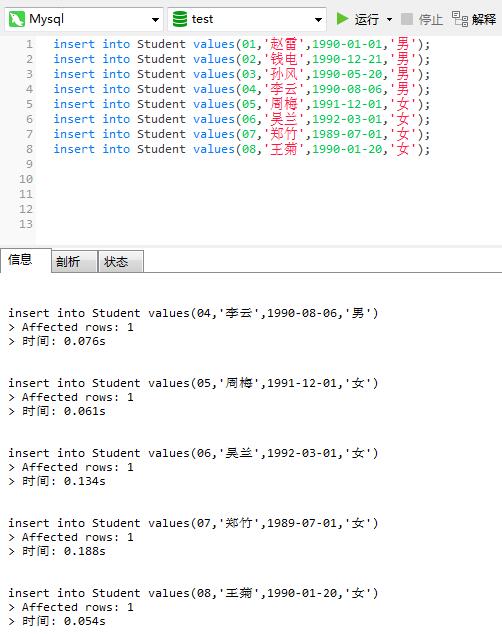 Mysql test 运行 停止 解释
1 insert into Student values(01,'赵雷',1990-01-01,'男');
2 insert into Student values(02,'钱电',1990-12-21,'男');
3 insert into Student values(03,'孙风',1990-05-20,'男');
4 insert into Student values(04,'李云',1990-08-06,'男');
5 insert into Student values(05,'周梅',1991-12-01,'女');
6 insert into Student values(06,'吴兰',1992-03-01,'女');
7 insert into Student values(07,'郑竹',1989-07-01,'女');
8 insert into Student values(08,'王菊',1990-01-20,'女');
9
10
11
12
13
信息 剖析 状态
insert into Student values(04,'李云',1990-08-06,'男')
> Affected rows: 1
> 时间: 0.076s
insert into Student values(05,'周梅',1991-12-01,'女')
> Affected rows: 1
> 时间: 0.061s
insert into Student values(06,'吴兰',1992-03-01,'女')
> Affected rows: 1
> 时间: 0.134s
insert into Student values(07,'郑竹',1989-07-01,'女')
> Affected rows: 1
> 时间: 0.188s
insert into Student values(08,'王菊',1990-01-20,'女')
> Affected rows: 1
> 时间: 0.054s